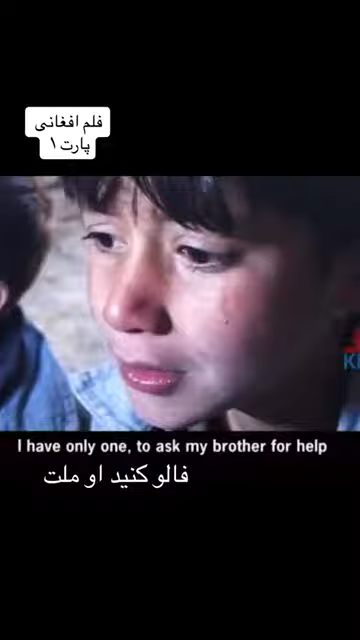 فلم افغانی
پارت ۱
I have only one, to ask my brother for help
فالو کنید او ملت